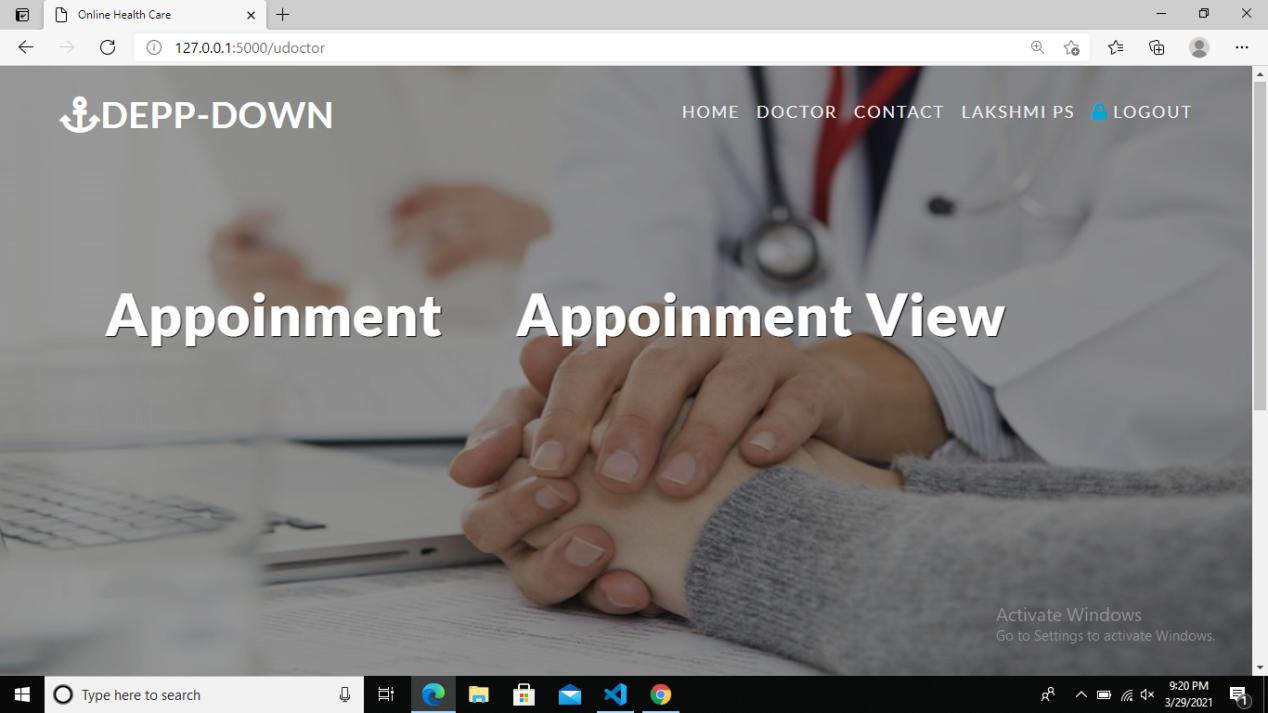 Online Health Care
127.0.0.1:5000/udoctor
DEPP-DOWN
HOME DOCTOR CONTACT LAKSHMI PS LOGOUT
Appoinment Appoinment View
Activate Windows
Go to Settings to activate Windows.
Type here to search
9:20 PM
3/29/2021
1